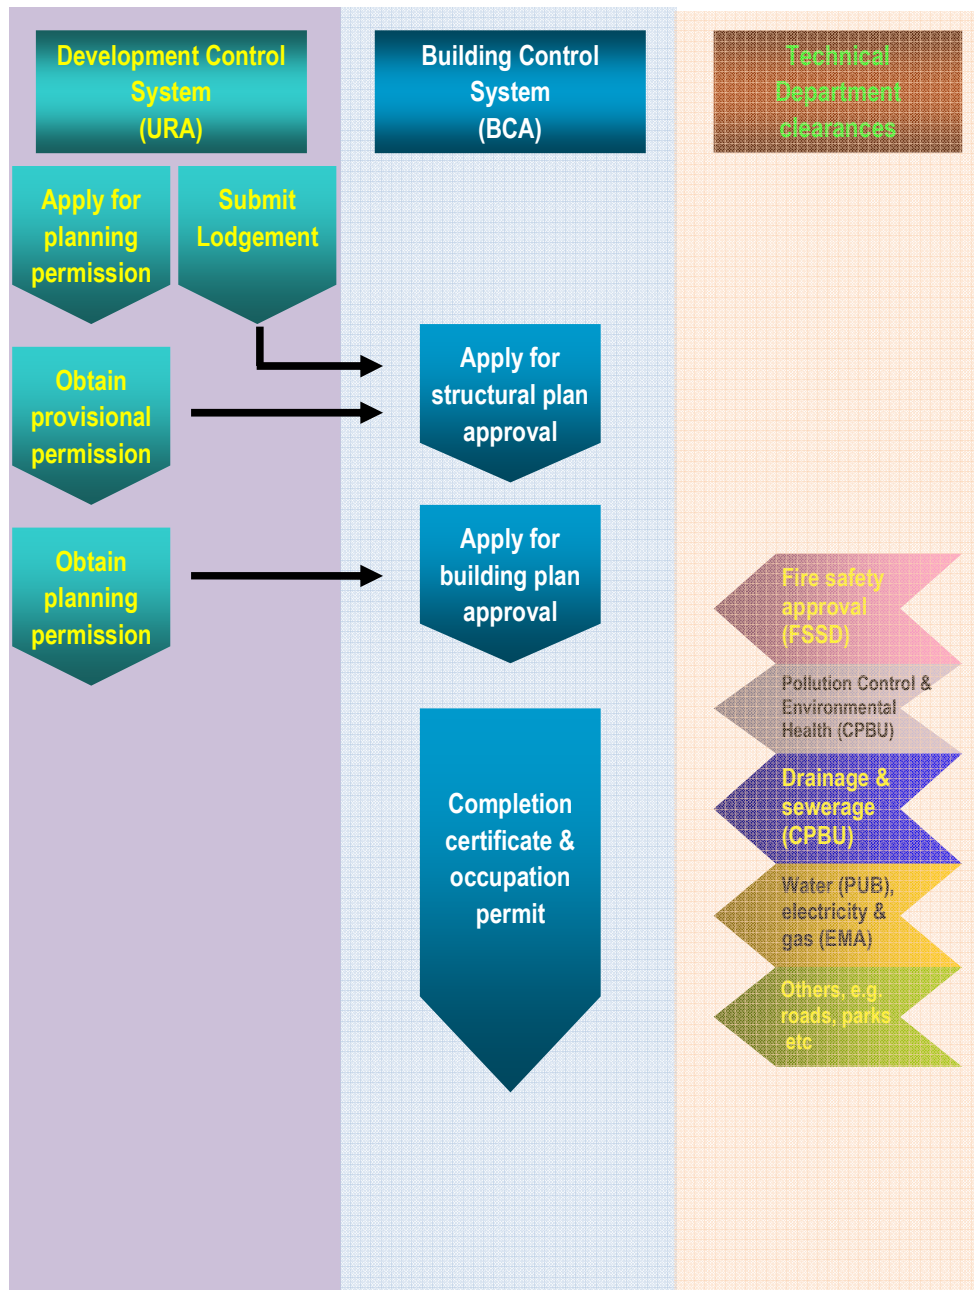 Development Control
System
(URA)
Building Control
System
(BCA)
Technical
Department
clearances
Apply for
planning
permission
Submit
Lodgement
Obtain
provisional
permission
Apply for
structural plan
approval
Obtain
planning
permission
Apply for
building plan
approval
Completion
certificate &
occupation
permit
Fire safety
approval
(FSSD)
Pollution Control &
Environmental
Health (CPBU)
Drainage &
sewerage
(CPBU)
Water (PUB),
electricity &
gas (EMA)
Others, e.g.
roads, parks
etc